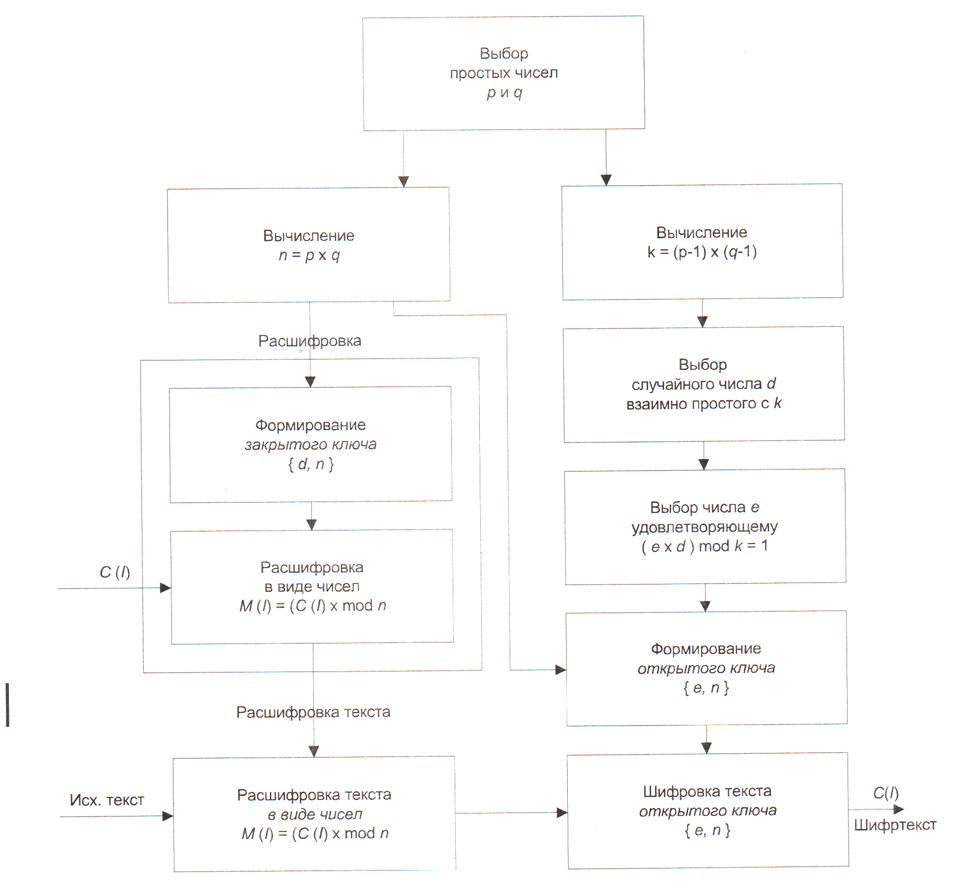 Выбор
простых чисел
p и q
Вычисление
n = p x q
Вычисление
k = (p-1) x (q-1)
Расшифровка
Выбор
случайного числа d
взаимно простого с k
Формирование
закрытого ключа
{ d, n }
Выбор числа e
удовлетворяющему
( e x d ) mod k = 1
C (I)
Расшифровка
в виде чисел
M (I) = (C (I) x mod n
Формирование
открытого ключа
{ e, n }
Расшифровка текста
Исх. текст
Расшифровка текста
в виде чисел
M (I) = (C (I) x mod n
Шифровка текста
открытого ключа
{ e, n }
C(I)
Шифртекст